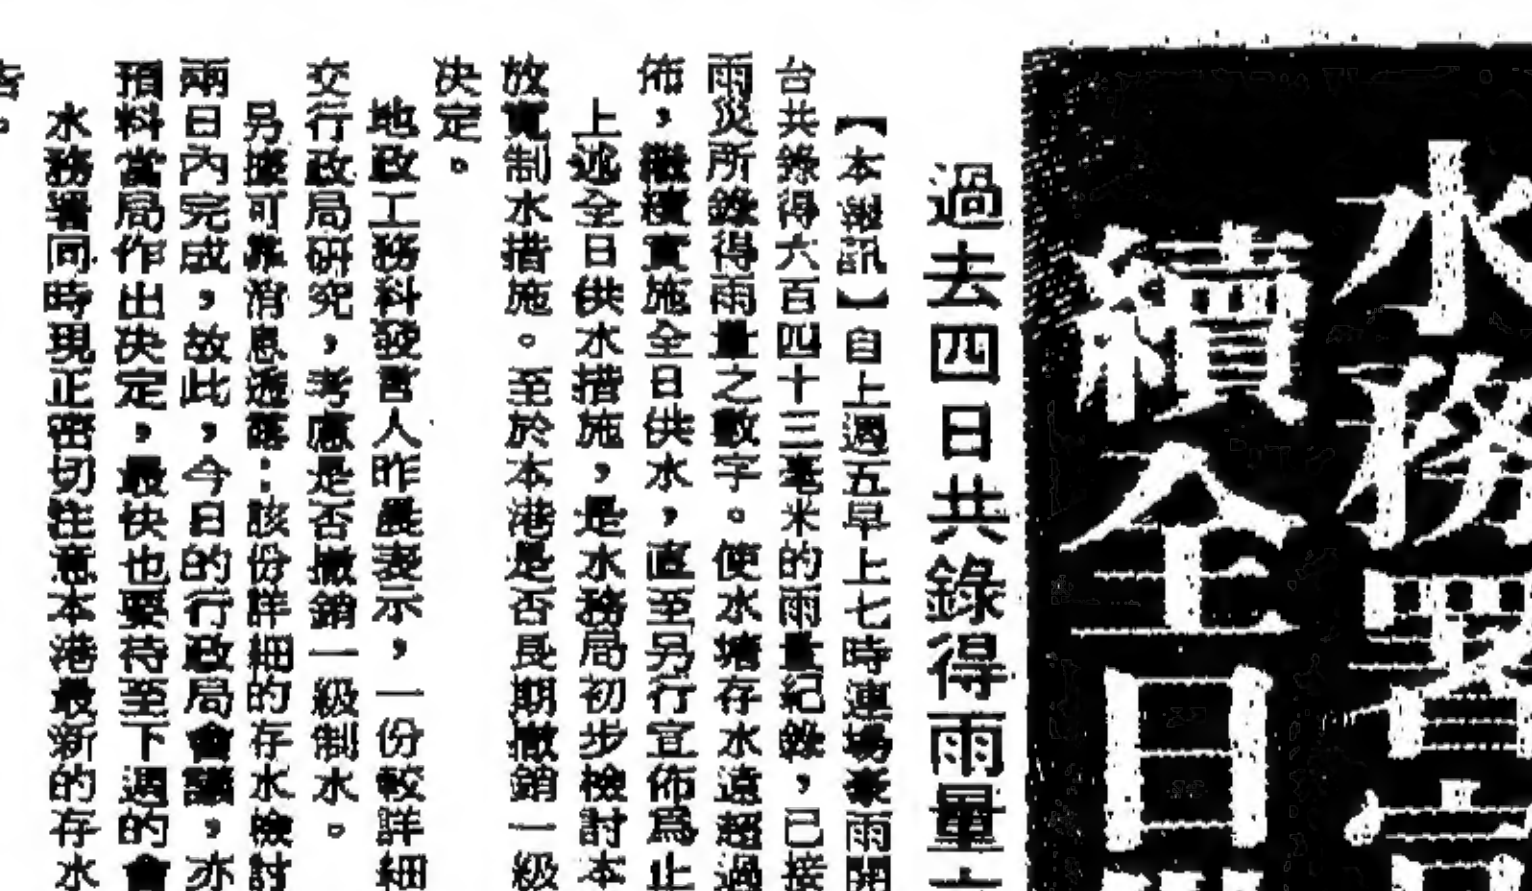 水務署宣
續全日
過去四日共錄得雨量
【本報訊】自上週五早上七時連場豪雨開
台共錄得六百四十三毫米的雨量紀錄，已接
雨災所錄得雨量之數字。使水塘存水遠超過
佈，繼續實施全日供水，直至另行宣佈爲止
上述全日供水措施，是水務局初步檢討本
放寬制水措施。至於本港是否長期撤銷一級
决定。
地政工務科發言人昨晨表示，一份較詳細
交行政局研究，考慮是否撤銷一級制水。
另據可靠消息透露：該份詳細的存水檢討
兩日內完成，故此，今日的行政局會議，亦
預料當局作出決定，最快也要待至下週的會
水務署同時現正密切注意本港最新的存水
告。